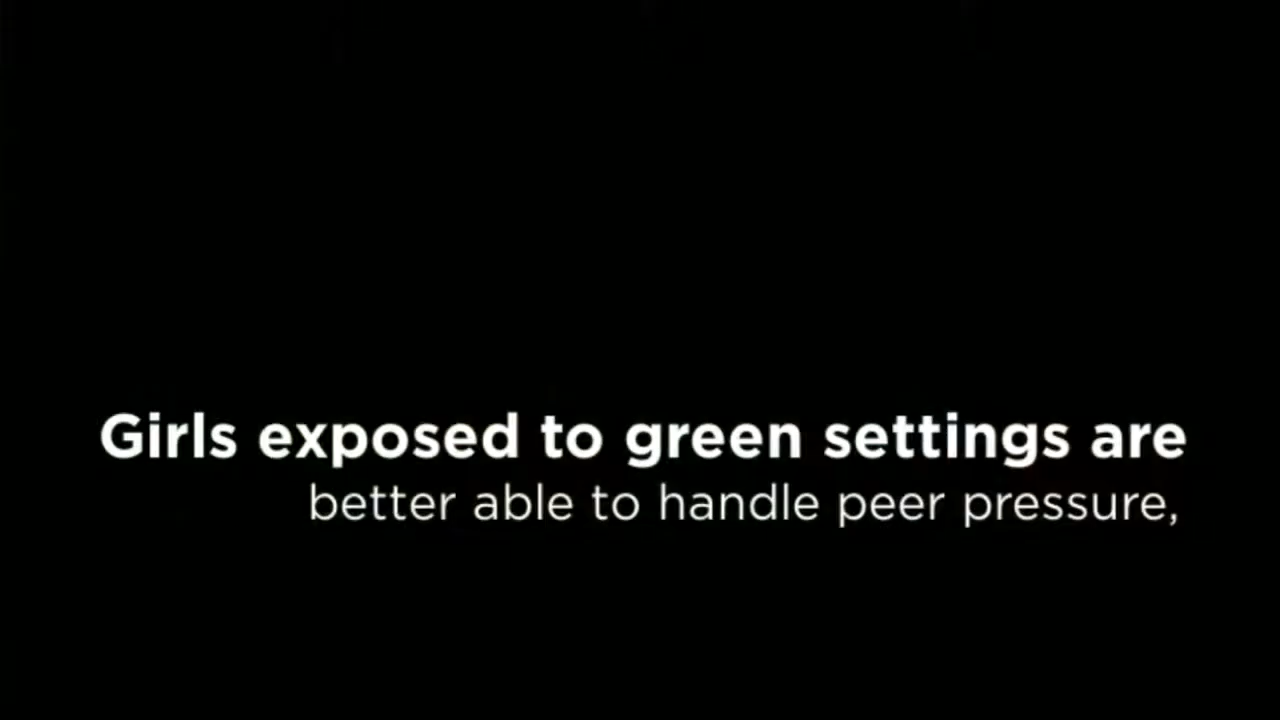 Girls exposed to green settings are
better able to handle peer pressure,